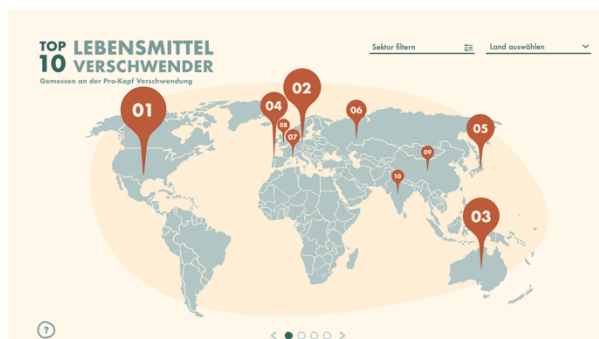 TOP 10 LEBENSMITTEL VERSCHWENDER
Gemessen an der Pro-Kopf Verschwendung
Sektor filtern
Land auswählen
01
02
04
08
07
06
05
09
10
03
?